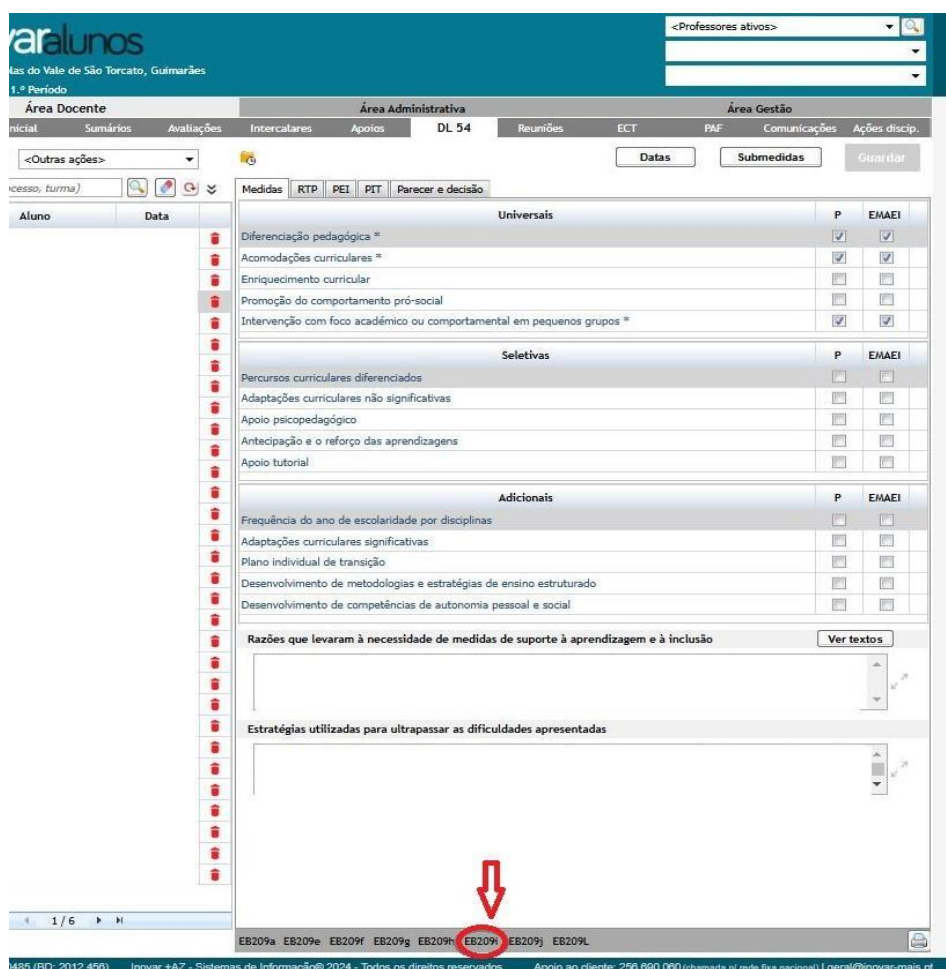 <Professores ativos>
varalunos
las do Vale de São Torcato, Guimarães
1.º Período
Área Docente Área Administrativa Área Gestão
nicial Sumários Avaliações Intercalares Apoios DL 54 Reuniões ECT PAF Comunicações Ações discip.
<Outras ações> Datas Submedidas Guardar
ocesso, turma) Medidas RTP PEI PIT Parecer e decisão
Aluno Data
Universais P EMAEI
Diferenciação pedagógica *
Acomodações curriculares *
Enriquecimento curricular
Promoção do comportamento pró-social
Intervenção com foco académico ou comportamental em pequenos grupos *
Seletivas P EMAEI
Percursos curriculares diferenciados
Adaptações curriculares não significativas
Apoio psicopedagógico
Antecipação e o reforço das aprendizagens
Apoio tutorial
Adicionais P EMAEI
Frequência do ano de escolaridade por disciplinas
Adaptações curriculares significativas
Plano individual de transição
Desenvolvimento de metodologias e estratégias de ensino estruturado
Desenvolvimento de competências de autonomia pessoal e social
Razões que levaram à necessidade de medidas de suporte à aprendizagem e à inclusão Ver textos
Estratégias utilizadas para ultrapassar as dificuldades apresentadas
1/6
EB209a EB209e EB209f EB209g EB209h EB209i EB209j EB209L
0485 (BD: 2012.456) Inovar +AZ - Sistemas de Informação® 2024 - Todos os direitos reservados Apoio ao cliente: 256 690 060 (chamada p/ rede fixa nacional) | geral@inovar-mais.pt